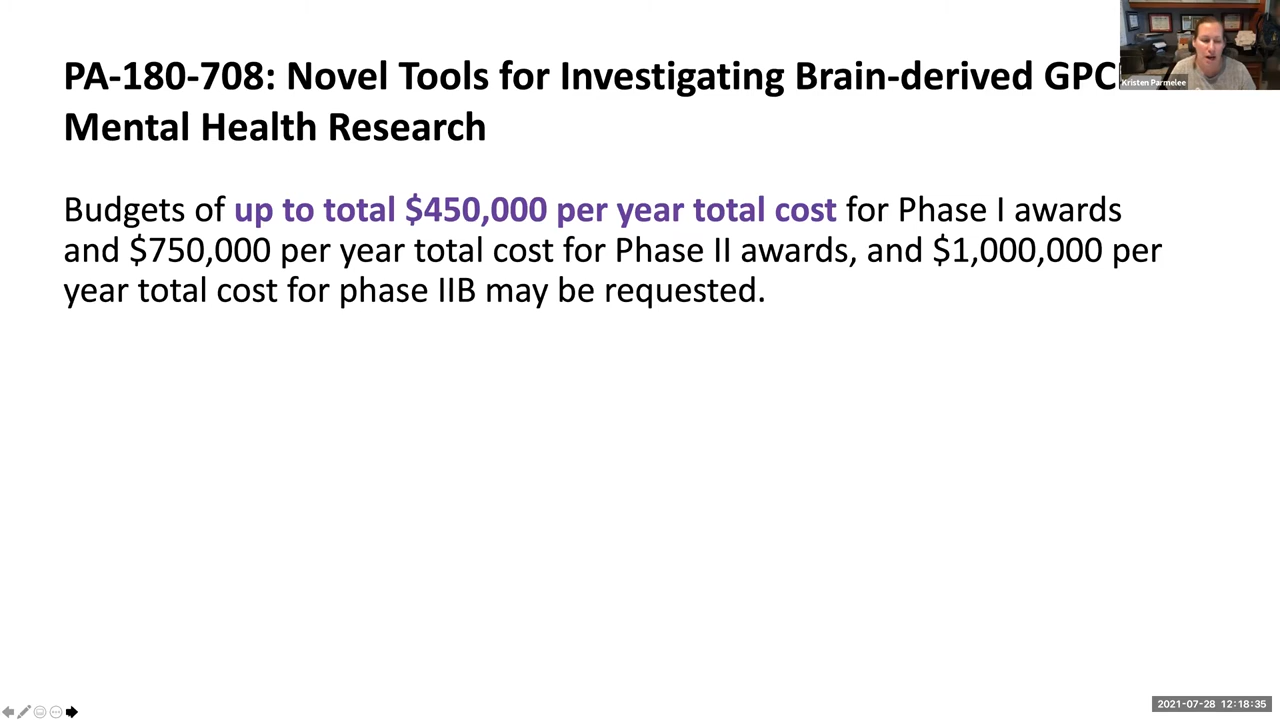 PA-180-708: Novel Tools for Investigating Brain-derived GPC
Mental Health Research
Kristen Parmelee
Budgets of up to total $450,000 per year total cost for Phase I awards
and $750,000 per year total cost for Phase II awards, and $1,000,000 per
year total cost for phase IIB may be requested.
2021-07-28 12:18:35